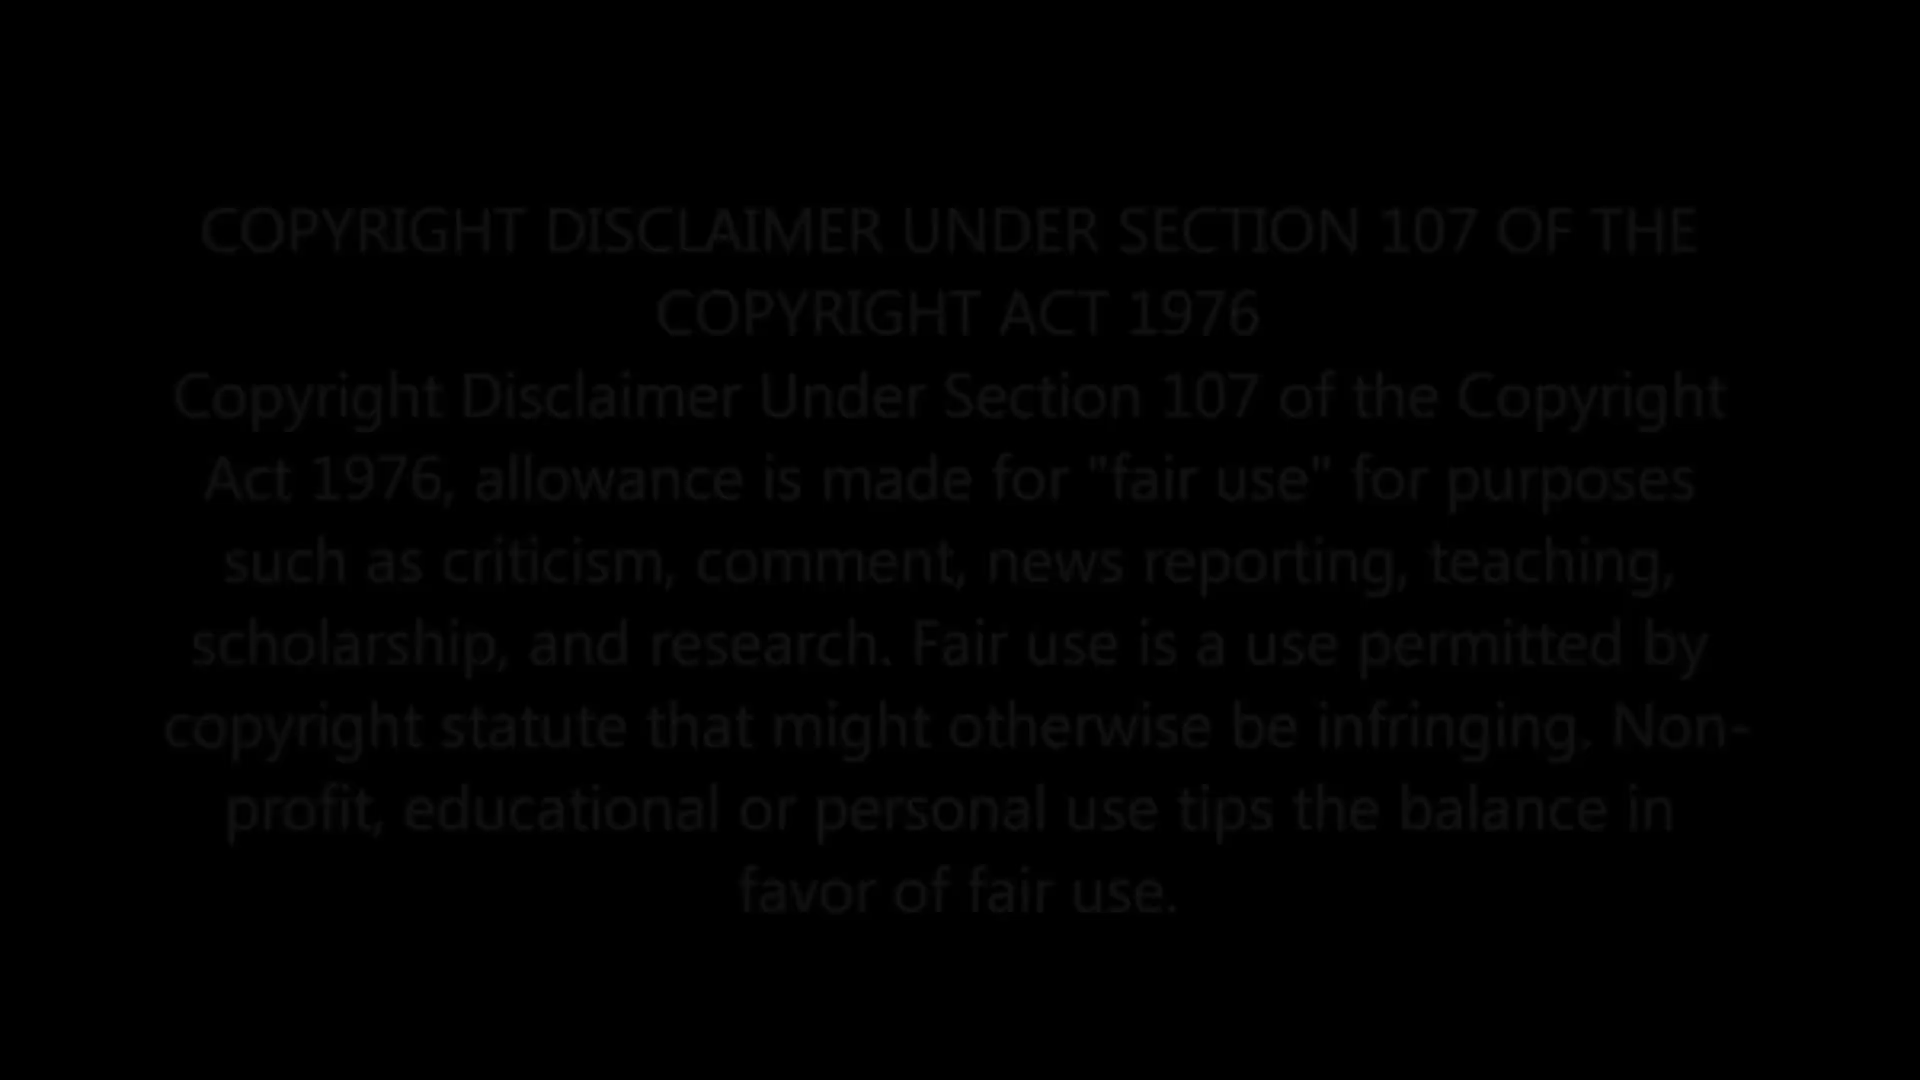 COPYRIGHT DISCLAIMER UNDER SECTION 107 OF THE
COPYRIGHT ACT 1976
Copyright Disclaimer Under Section 107 of the Copyright
Act 1976, allowance is made for "fair use" for purposes
such as criticism, comment, news reporting, teaching,
scholarship, and research. Fair use is a use permitted by
copyright statute that might otherwise be infringing. Non-
profit, educational or personal use tips the balance in
favor of fair use.